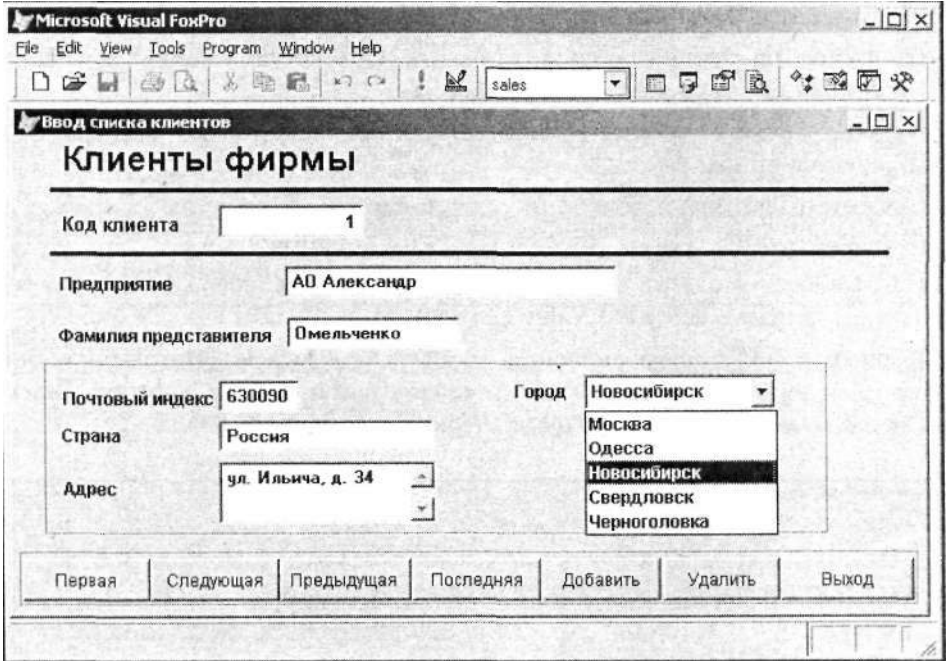 Microsoft Visual FoxPro
File Edit View Tools Program Window Help
sales
Ввод списка клиентов
Клиенты фирмы
Код клиента 1
Предприятие АО Александр
Фамилия представителя Омельченко
Почтовый индекс 630090 Город Новосибирск
Страна Россия
Адрес ул. Ильича, д. 34
Москва
Одесса
Новосибирск
Свердловск
Черноголовка
Первая Следующая Предыдущая Последняя Добавить Удалить Выход